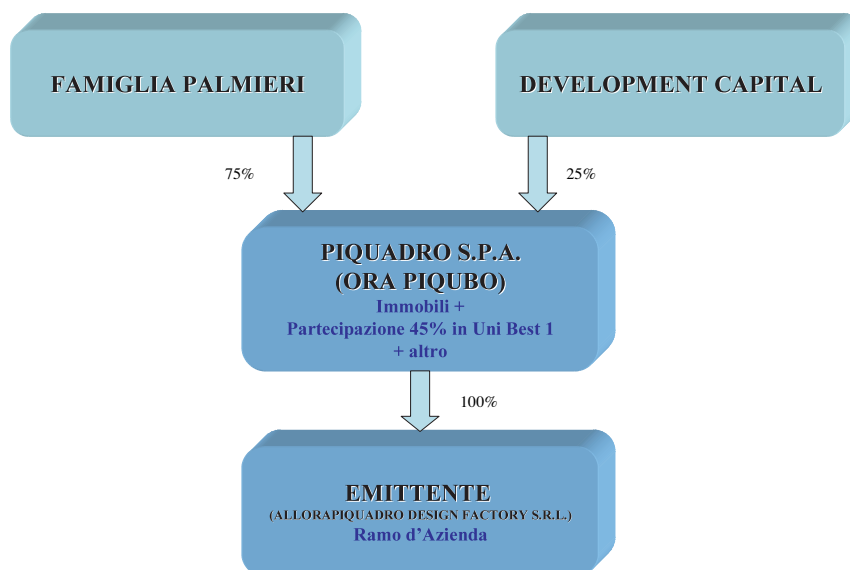 FAMIGLIA PALMIERI
DEVELOPMENT CAPITAL
75%
25%
PIQUADRO S.P.A.
(ORA PIQUBO)
Immobili +
Partecipazione 45% in Uni Best 1
+ altro
100%
EMITTENTE
(ALLORAPIQUADRO DESIGN FACTORY S.R.L.)
Ramo d’Azienda